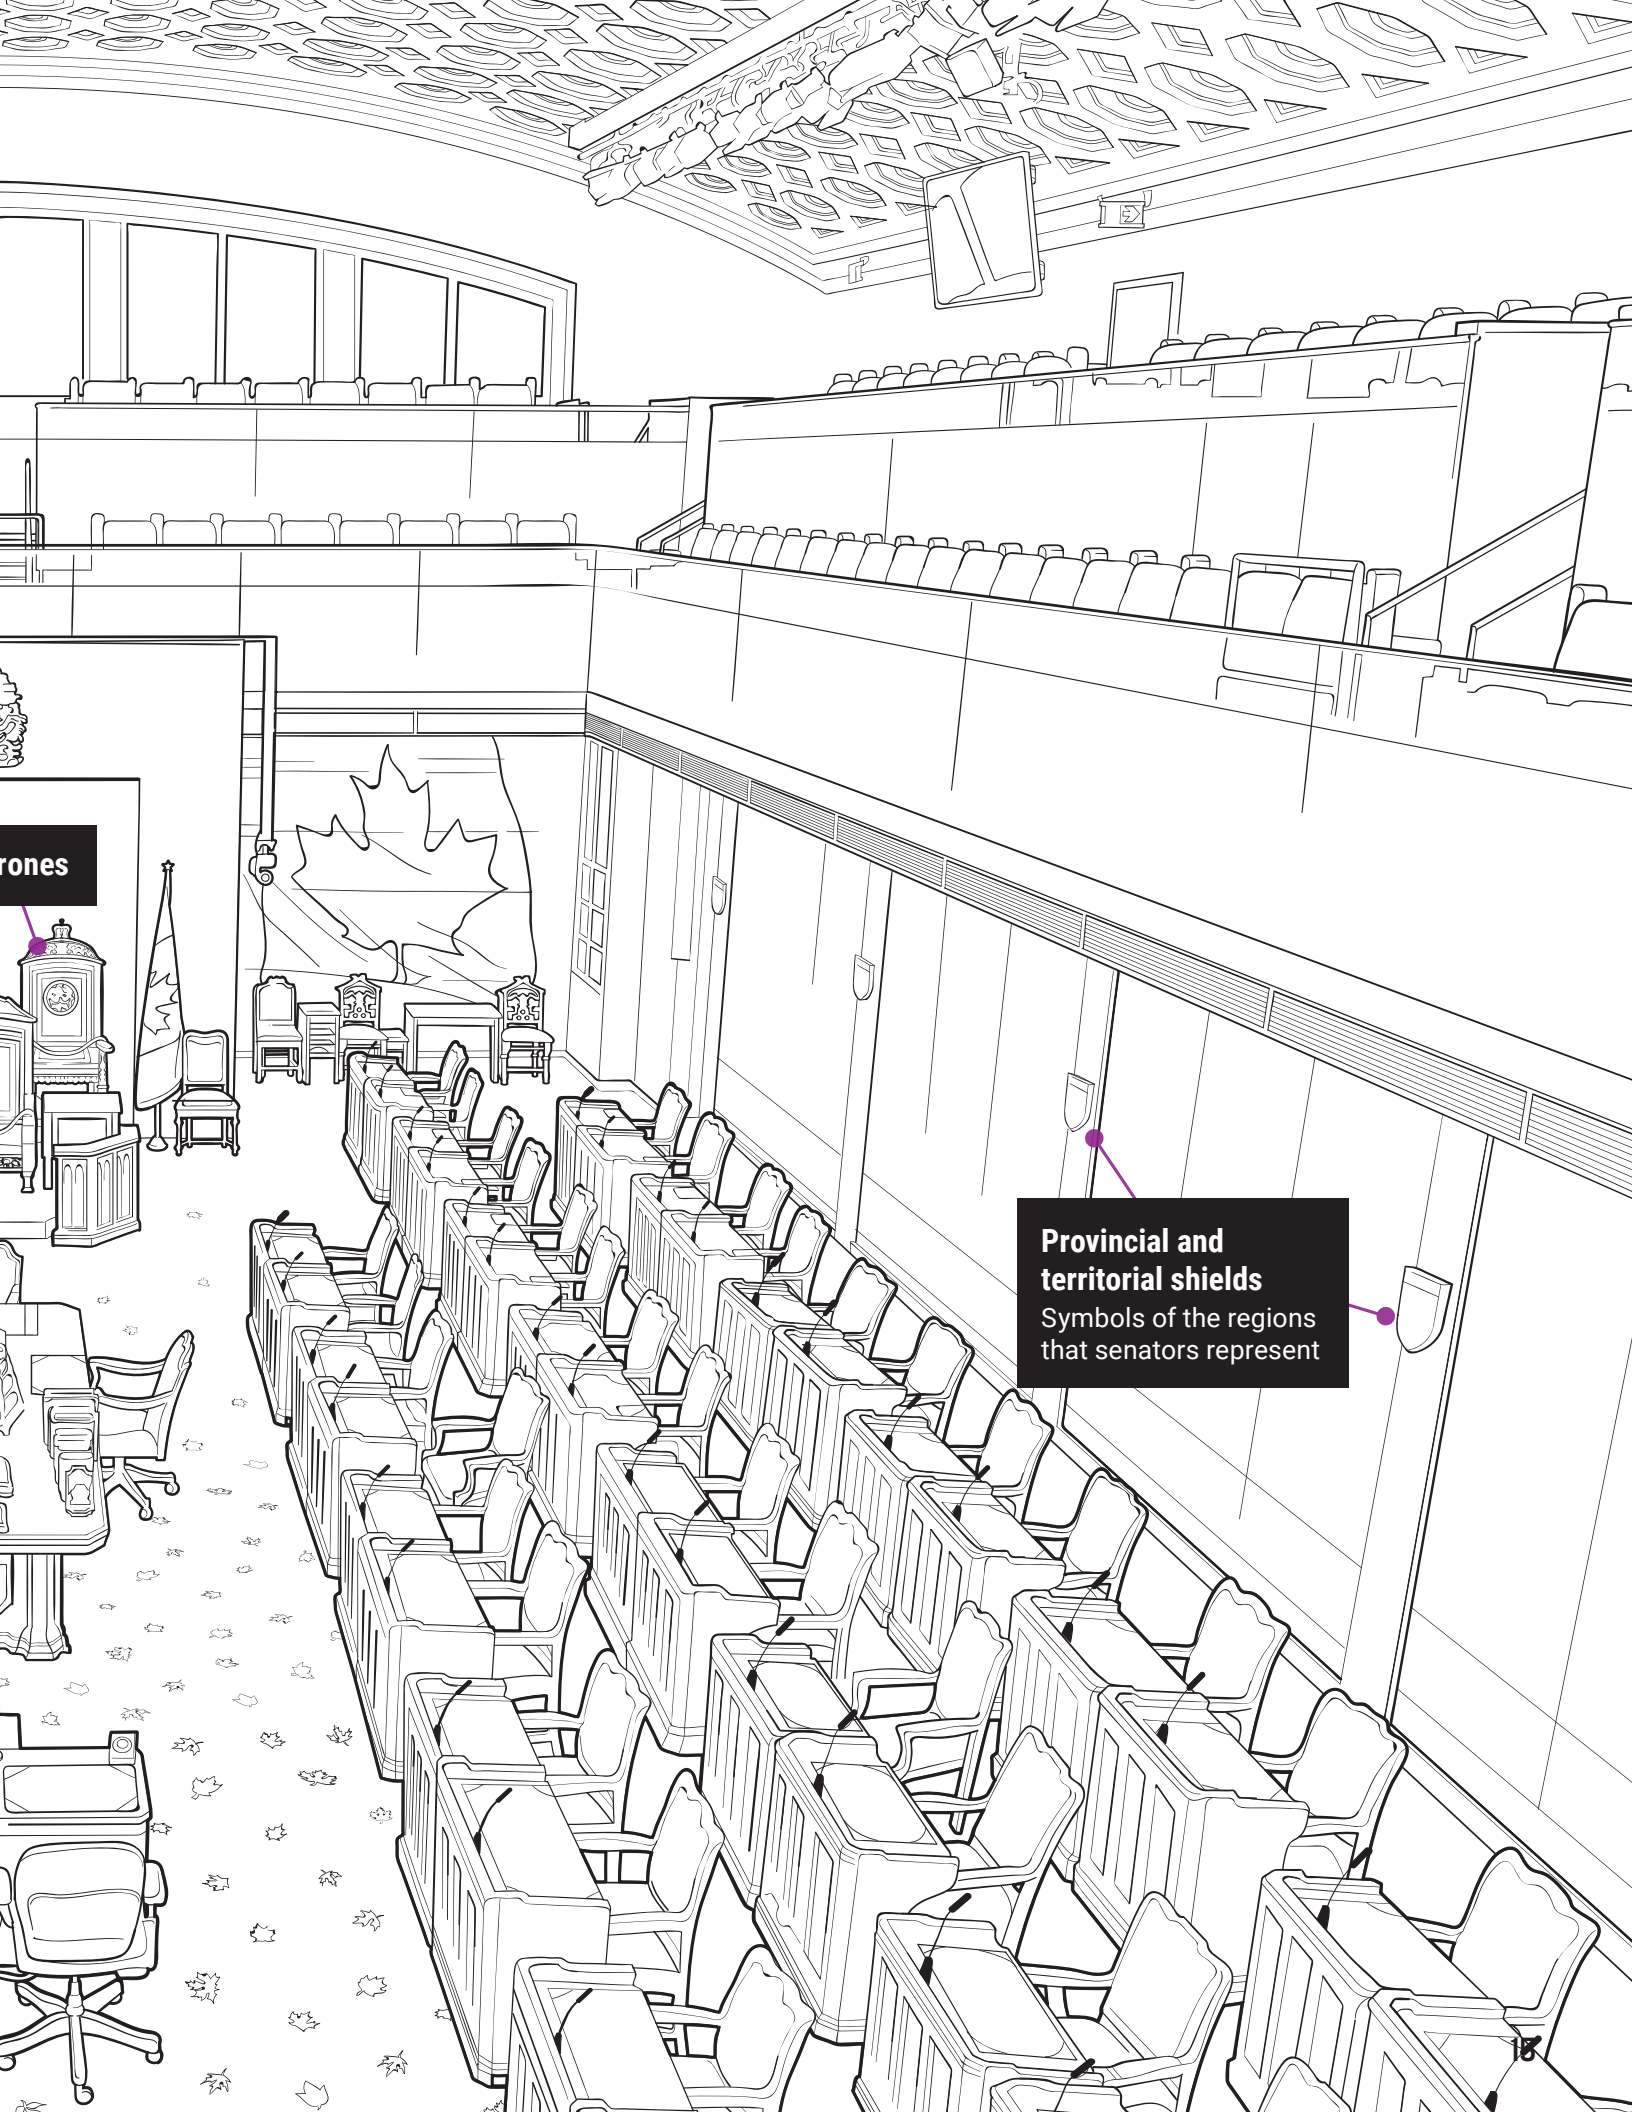 rones
Provincial and
territorial shields
Symbols of the regions
that senators represent